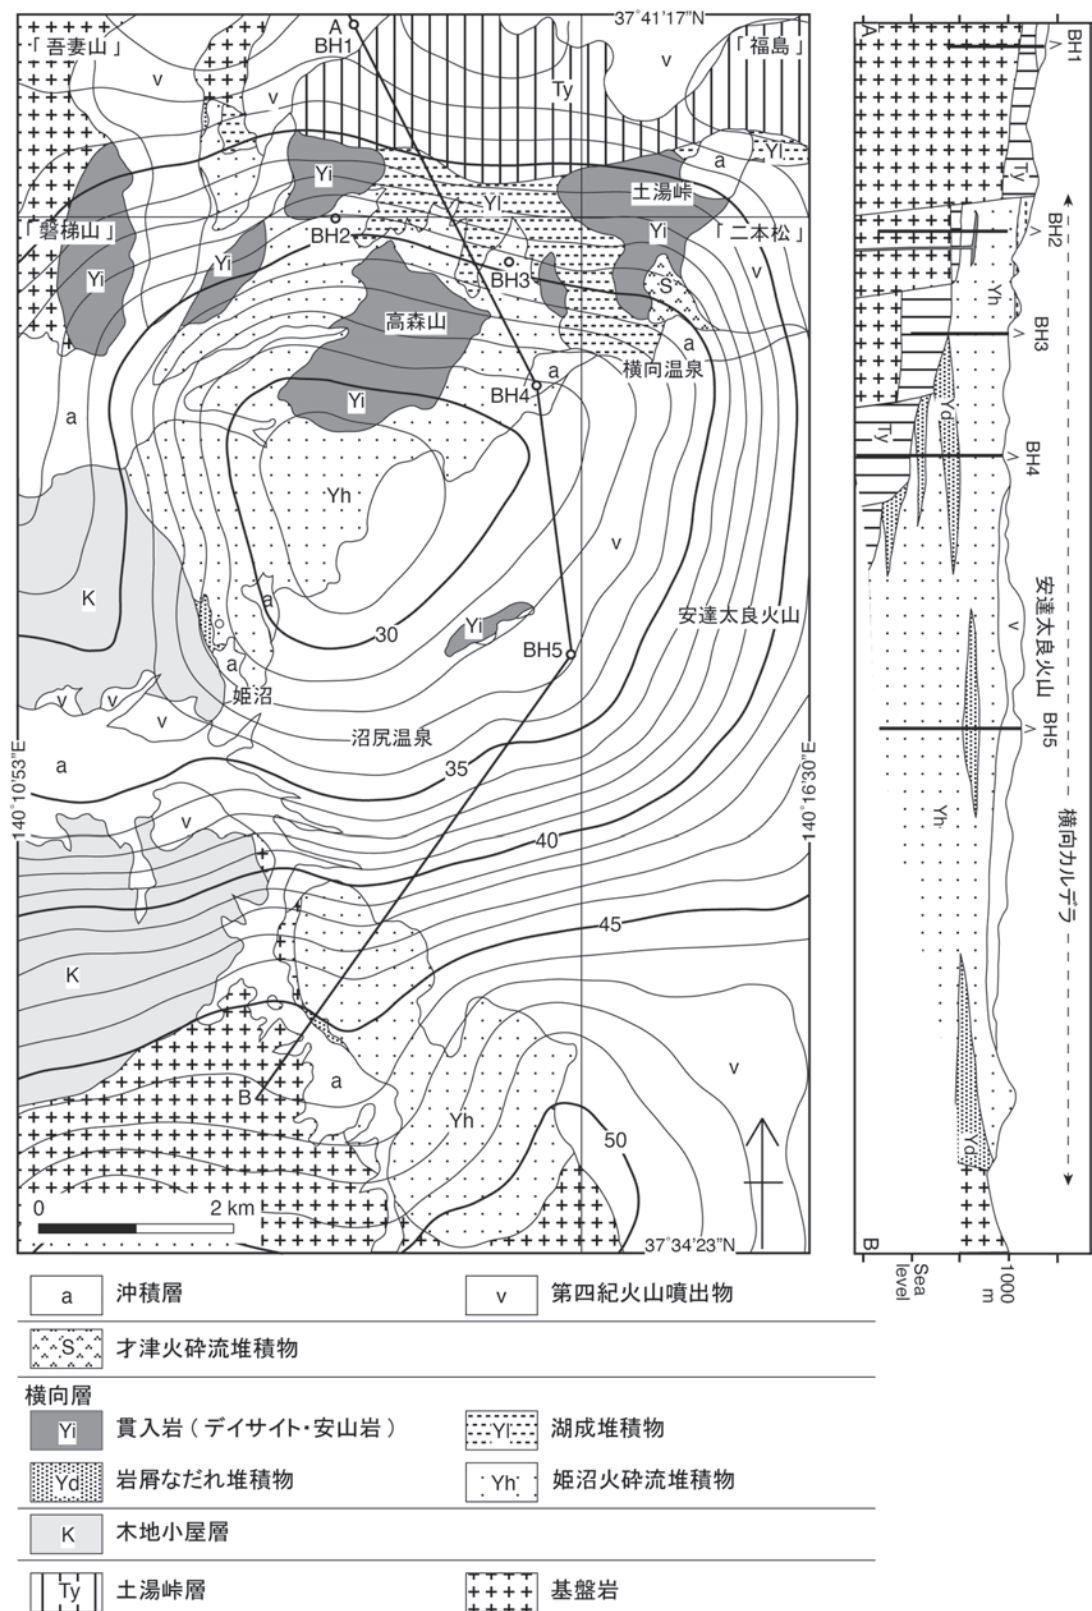 37°41'17"N
A
BH1
「吾妻山」
「福島」
v
v
v
Ty
a
Yl
Yi
土湯峠
Yl
「磐梯山」
BH2
Yi
「二本松」
Yi
Yi
BH3
S
v
高森山
a
横向温泉
a
BH4
a
Yi
Yh
v
K
a
30
Yi
安達太良火山
BH5
a
姫沼
v
v
v
沼尻温泉
140°10'53"E
140°16'30"E
a
35
v
40
45
K
v
a
B
Yh
50
0
2 km
37°34'23"N
A
BH1
Ty
BH2
Yh
BH3
Yd
Ty
BH4
安達太良火山
v
BH5
Yh
横向カルデラ
Yd
B
Sea level
1000 m
a 沖積層
v 第四紀火山噴出物
S 才津火砕流堆積物
横向層
Yi 貫入岩(デイサイト・安山岩)
Yl 湖成堆積物
Yd 岩屑なだれ堆積物
Yh 姫沼火砕流堆積物
K 木地小屋層
Ty 土湯峠層
基盤岩